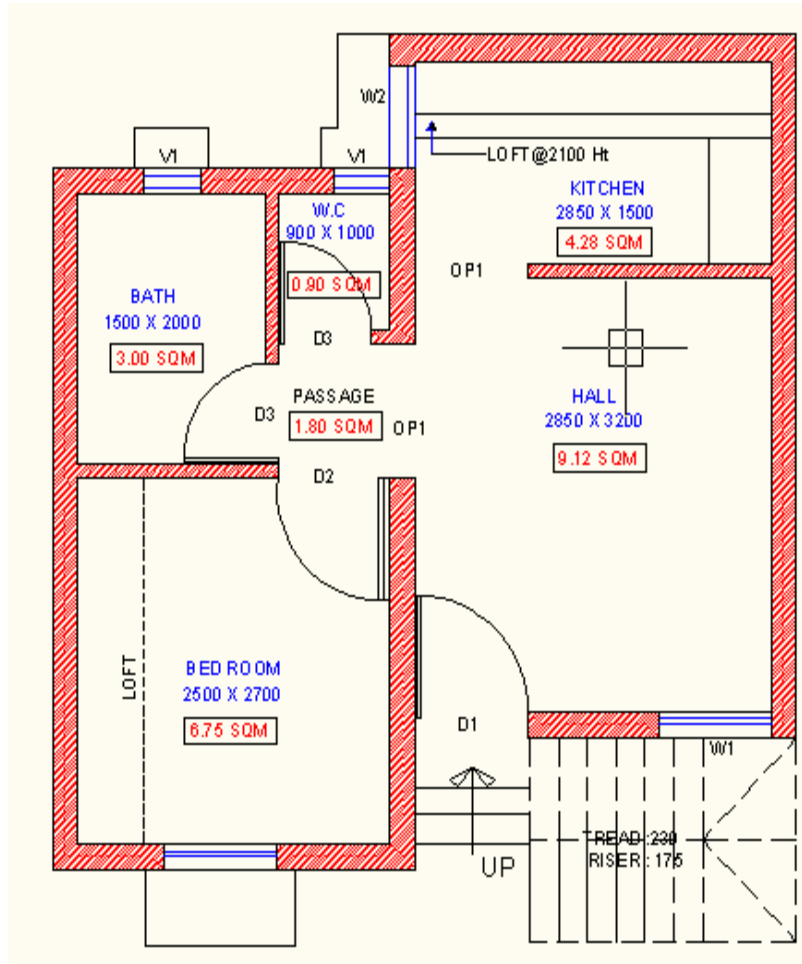 W2
V1
V1
LOFT@2100 Ht
KITCHEN
2850 X 1500
4.28 SQM
W.C
900 X 1000
0.90 SQM
OP1
BATH
1500 X 2000
3.00 SQM
D3
PASSAGE
1.80 SQM
D3
OP1
HALL
2850 X 3200
9.12 SQM
D2
LOFT
BED ROOM
2500 X 2700
6.75 SQM
D1
W1
UP
TREAD :230
RISER : 175